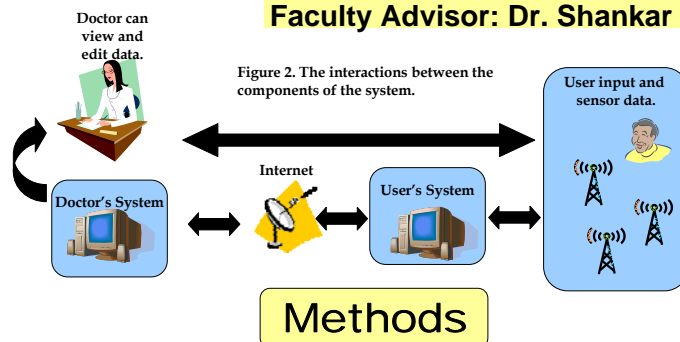 Faculty Advisor: Dr. Shankar
Doctor can
view and
edit data.
Figure 2. The interactions between the
components of the system.
User input and
sensor data.
Internet
Doctor's System
User's System
Methods